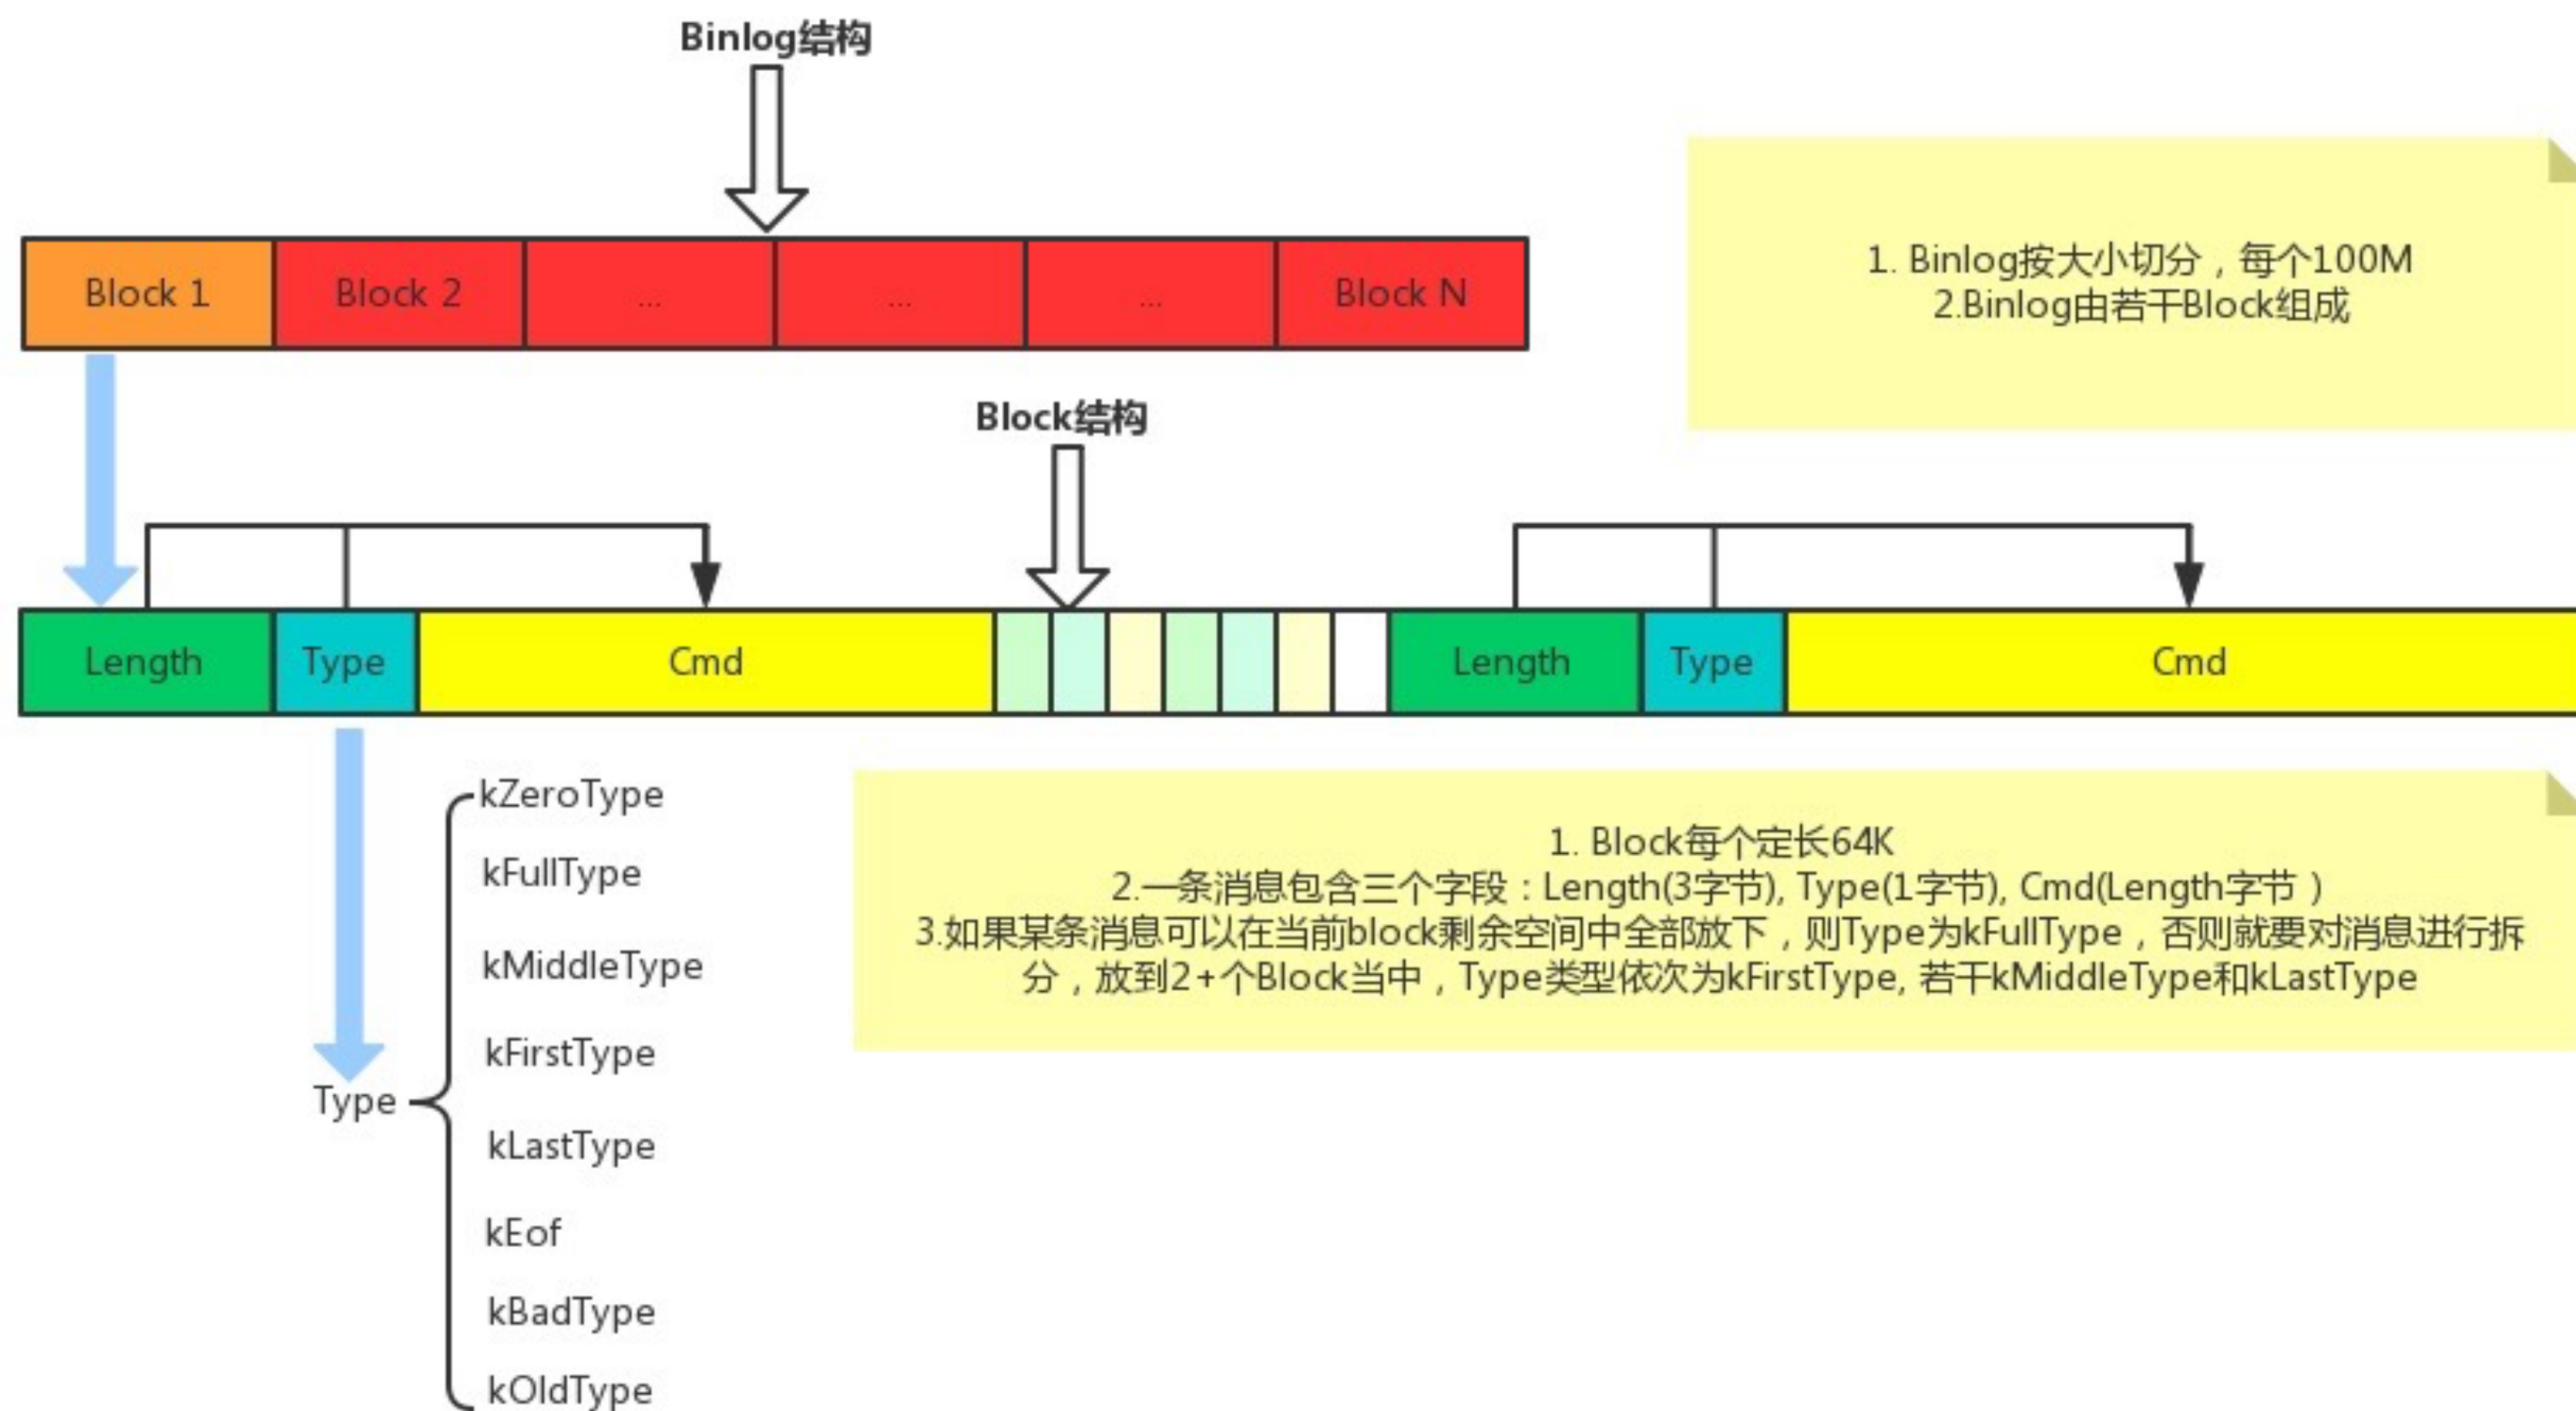 Binlog结构
Block 1
Block 2
...
...
...
Block N
1. Binlog按大小切分，每个100M
2.Binlog由若干Block组成
Block结构
Length
Type
Cmd
Length
Type
Cmd
kZeroType
kFullType
kMiddleType
kFirstType
Type
kLastType
kEof
kBadType
kOldType
1. Block每个定长64K
2.一条消息包含三个字段：Length(3字节), Type(1字节), Cmd(Length字节 )
3.如果某条消息可以在当前block剩余空间中全部放下，则Type为kFullType，否则就要对消息进行拆
分，放到2+个Block当中，Type类型依次为kFirstType, 若干kMiddleType和kLastType